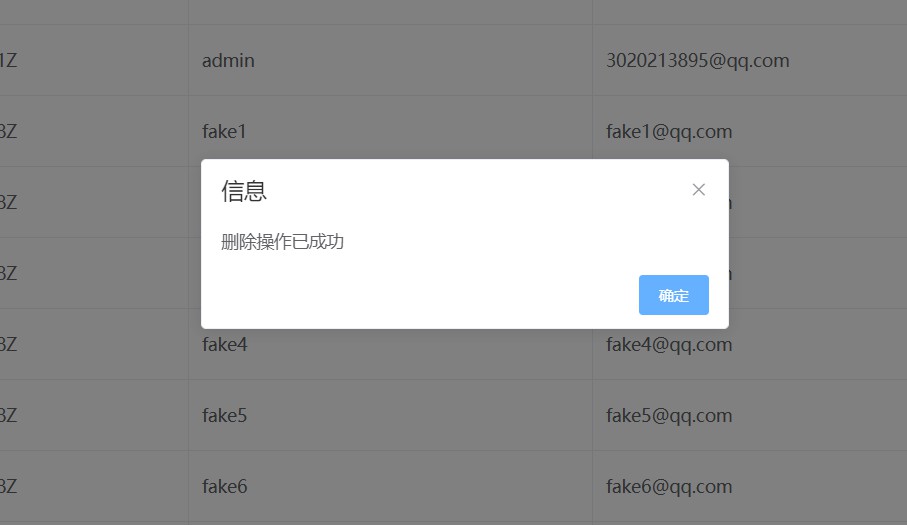 1Z admin 3020213895@qq.com
3Z fake1 fake1@qq.com
3Z
信息
删除操作已成功
3Z
确定
3Z fake4 fake4@qq.com
3Z fake5 fake5@qq.com
3Z fake6 fake6@qq.com